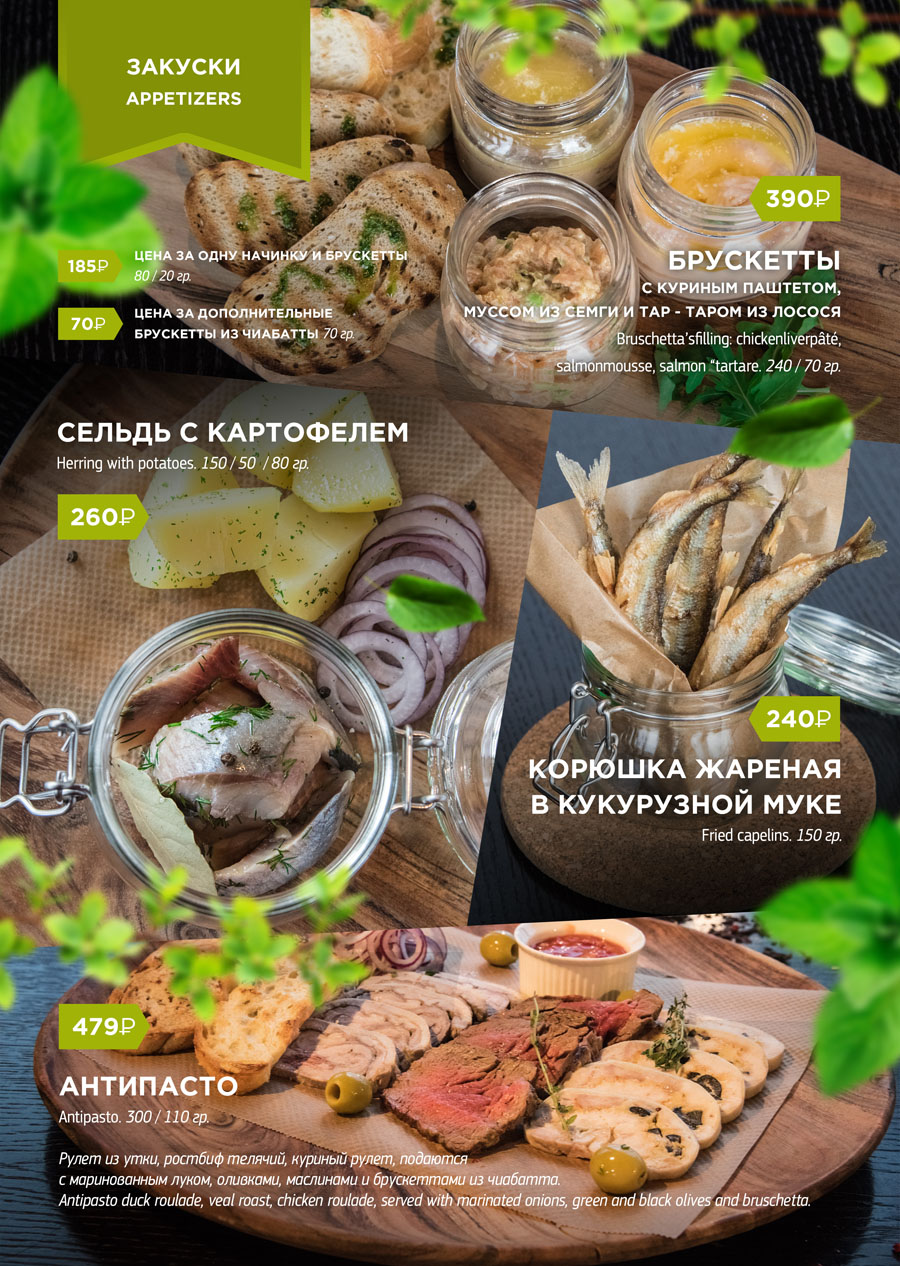 ЗАКУСКИ
APPETIZERS
390₽
БРУСКЕТТЫ
С КУРИНЫМ ПАШТЕТОМ,
МУССОМ ИЗ СЕМГИ И ТАР - ТАРОМ ИЗ ЛОСОСЯ
Bruschetta'sfilling: chickenliverpâté,
salmonmousse, salmon "tartare. 240 / 70 гр.
185₽
ЦЕНА ЗА ОДНУ НАЧИНКУ И БРУСКЕТТЫ
80 / 20 гр.
70₽
ЦЕНА ЗА ДОПОЛНИТЕЛЬНЫЕ
БРУСКЕТТЫ ИЗ ЧИАБАТТЫ 70 гр.
СЕЛЬДЬ С КАРТОФЕЛЕМ
Herring with potatoes. 150 / 50 / 80 гр.
260₽
240₽
КОРЮШКА ЖАРЕНАЯ
В КУКУРУЗНОЙ МУКЕ
Fried capelins. 150 гр.
479₽
АНТИПАСТО
Antipasto. 300 / 110 гр.
Рулет из утки, ростбиф телячий, куриный рулет, подаются
с маринованным луком, оливками, маслинами и брускеттами из чиабатта.
Antipasto duck roulade, veal roast, chicken roulade, served with marinated onions, green and black olives and bruschetta.